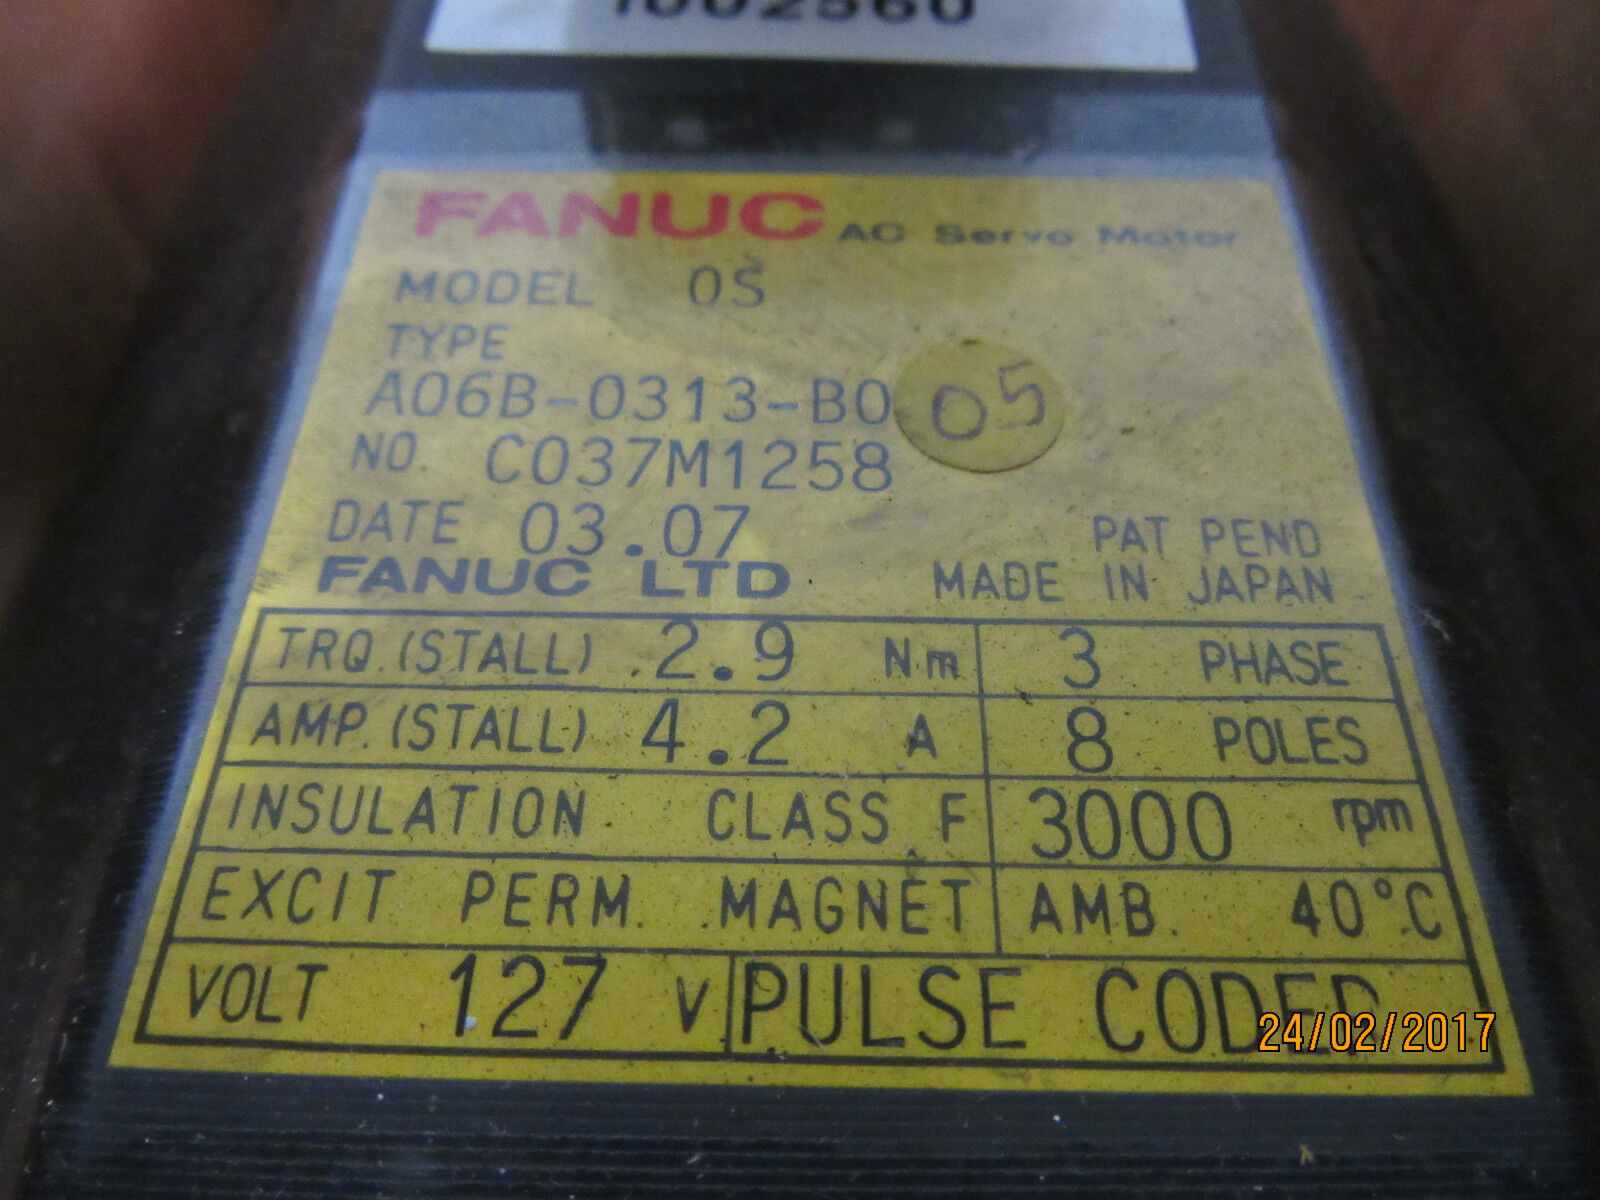 1002560
FANUC AC Servo Motor
MODEL 0S
TYPE
A06B-0313-B0
05
NO. C037M1258
DATE 03.07
PAT PEND
FANUC LTD
MADE IN JAPAN
TRQ.(STALL) 2.9 Nm 3 PHASE
AMP.(STALL) 4.2 A 8 POLES
INSULATION CLASS F 3000 rpm
EXCIT PERM. MAGNET AMB. 40°C
VOLT 127 V PULSE CODER
24/02/2017